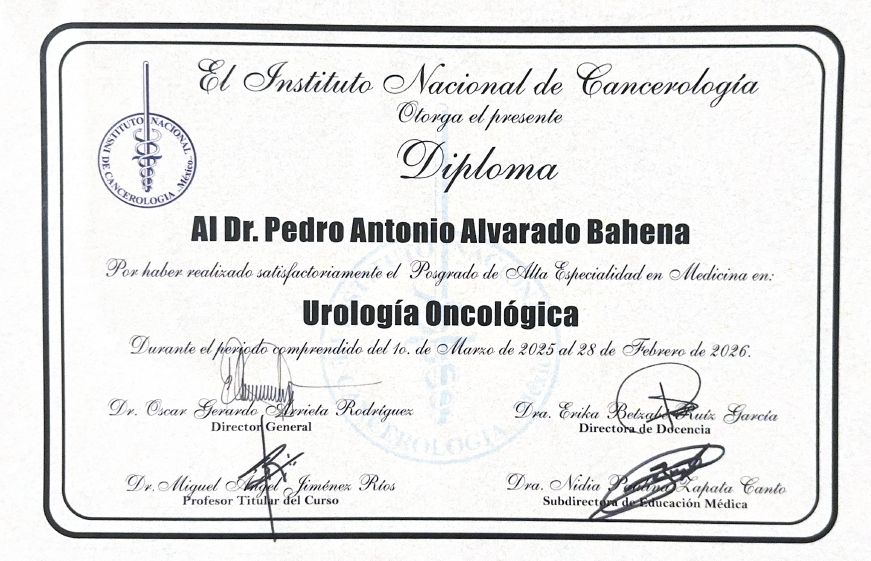 El Instituto Nacional de Cancerología
Otorga el presente
Diploma
INSTITUTO NACIONAL DE CANCEROLOGIA -México-
Al Dr. Pedro Antonio Alvarado Bahena
Por haber realizado satisfactoriamente el Posgrado de Alta Especialidad en Medicina en:
Urología Oncológica
Durante el periodo comprendido del 1o. de Marzo de 2025 al 28 de Febrero de 2026.
Dr. Oscar Gerardo Arrieta Rodríguez
Director General
Dra. Erika Betzabe Ruíz García
Directora de Docencia
Dr. Miguel Ángel Jiménez Ríos
Profesor Titular del Curso
Dra. Nidia Paulina Zapata Canto
Subdirectora de Educación Médica